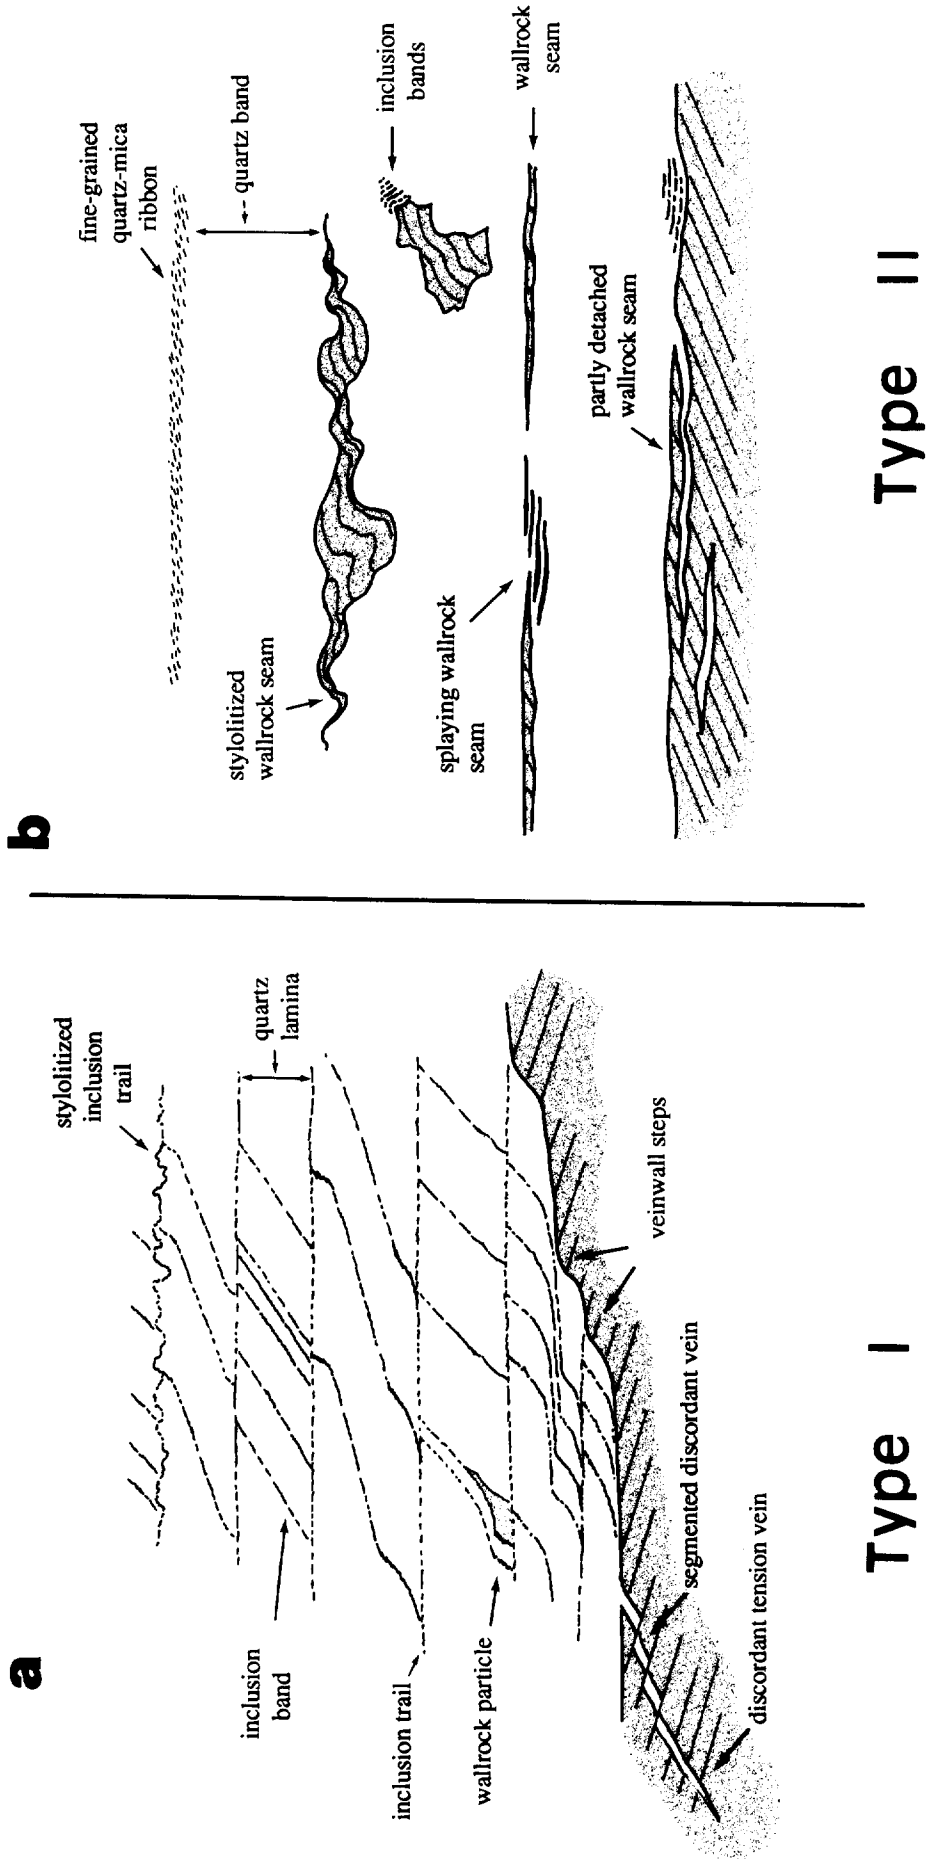 a
stylolitized
inclusion
trail
quartz
lamina
inclusion
band
inclusion trail
wallrock particle
veinwall steps
segmented discordant vein
discordant tension vein
Type I
b
fine-grained
quartz-mica
ribbon
quartz band
inclusion
bands
wallrock
seam
stylolitized
wallrock seam
splaying wallrock
seam
partly detached
wallrock seam
Type II